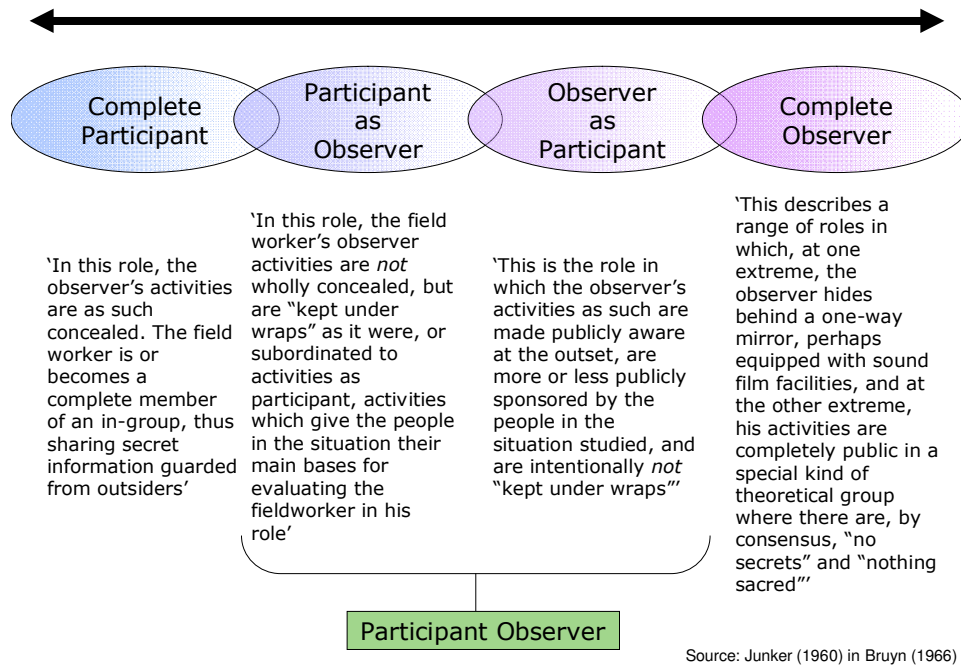 Complete
Participant
Participant
as
Observer
Observer
as
Participant
Complete
Observer
‘In this role, the
observer’s activities
are as such
concealed. The field
worker is or
becomes a
complete member
of an in-group, thus
sharing secret
information guarded
from outsiders’
‘In this role, the field
worker’s observer
activities are not
wholly concealed, but
are “kept under
wraps” as it were, or
subordinated to
activities as
participant, activities
which give the people
in the situation their
main bases for
evaluating the
fieldworker in his
role’
‘This is the role in
which the observer’s
activities as such are
made publicly aware
at the outset, are
more or less publicly
sponsored by the
people in the
situation studied, and
are intentionally not
“kept under wraps”’
‘This describes a
range of roles in
which, at one
extreme, the
observer hides
behind a one-way
mirror, perhaps
equipped with sound
film facilities, and at
the other extreme,
his activities are
completely public in a
special kind of
theoretical group
where there are, by
consensus, “no
secrets” and “nothing
sacred”’
Participant Observer
Source: Junker (1960) in Bruyn (1966)